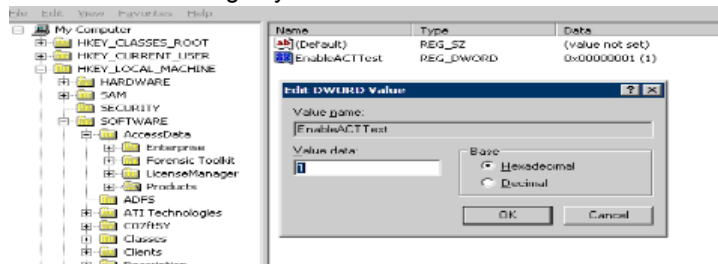 File Edit View Favorites Help
My Computer
HKEY_CLASSES_ROOT
HKEY_CURRENT_USER
HKEY_LOCAL_MACHINE
HARDWARE
SAM
SECURITY
SOFTWARE
AccessData
Enterprise
Forensic Toolkit
LicenseManager
Products
ADFS
ATI Technologies
C07ftSY
Classes
Clients
Name Type Data
ab (Default) REG_SZ (value not set)
EnableACTTest REG_DWORD 0x00000001 (1)
Edit DWORD Value
Value name:
EnableACTTest
Value data:
1
Base
Hexadecimal
Decimal
OK Cancel